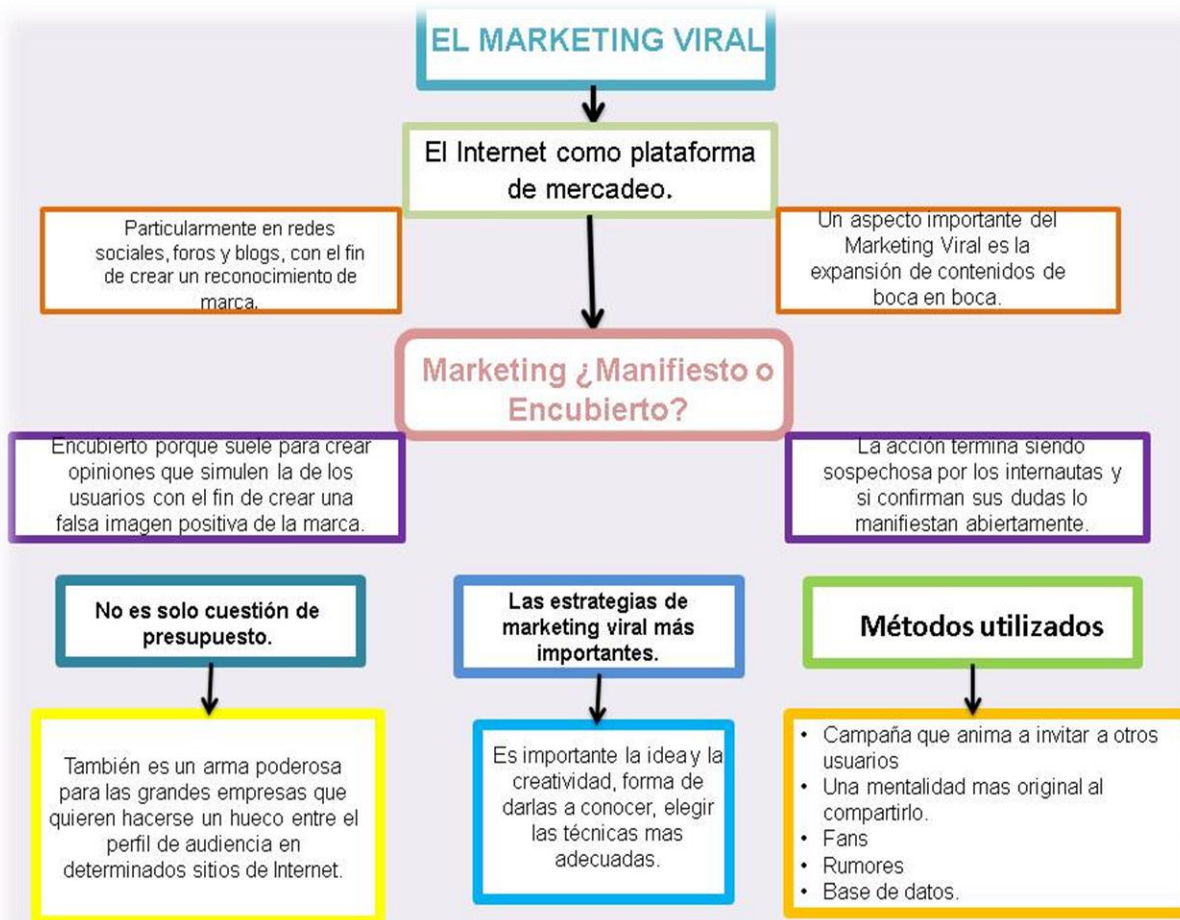 EL MARKETING VIRAL
El Internet como plataforma
de mercadeo.
Particularmente en redes
sociales, foros y blogs, con el fin
de crear un reconocimiento de
marca.
Un aspecto importante del
Marketing Viral es la
expansión de contenidos de
boca en boca.
Marketing ¿Manifiesto o
Encubierto?
Encubierto porque suele para crear
opiniones que simulen la de los
usuarios con el fin de crear una
falsa imagen positiva de la marca.
La acción termina siendo
sospechosa por los internautas y
si confirman sus dudas lo
manifiestan abiertamente.
No es solo cuestión de
presupuesto.
Las estrategias de
marketing viral más
importantes.
Métodos utilizados
También es un arma poderosa
para las grandes empresas que
quieren hacerse un hueco entre el
perfil de audiencia en
determinados sitios de Internet.
Es importante la idea y la
creatividad, forma de
darlas a conocer, elegir
las técnicas mas
adecuadas.
• Campaña que anima a invitar a otros
usuarios
• Una mentalidad mas original al
compartirlo.
• Fans
• Rumores
• Base de datos.